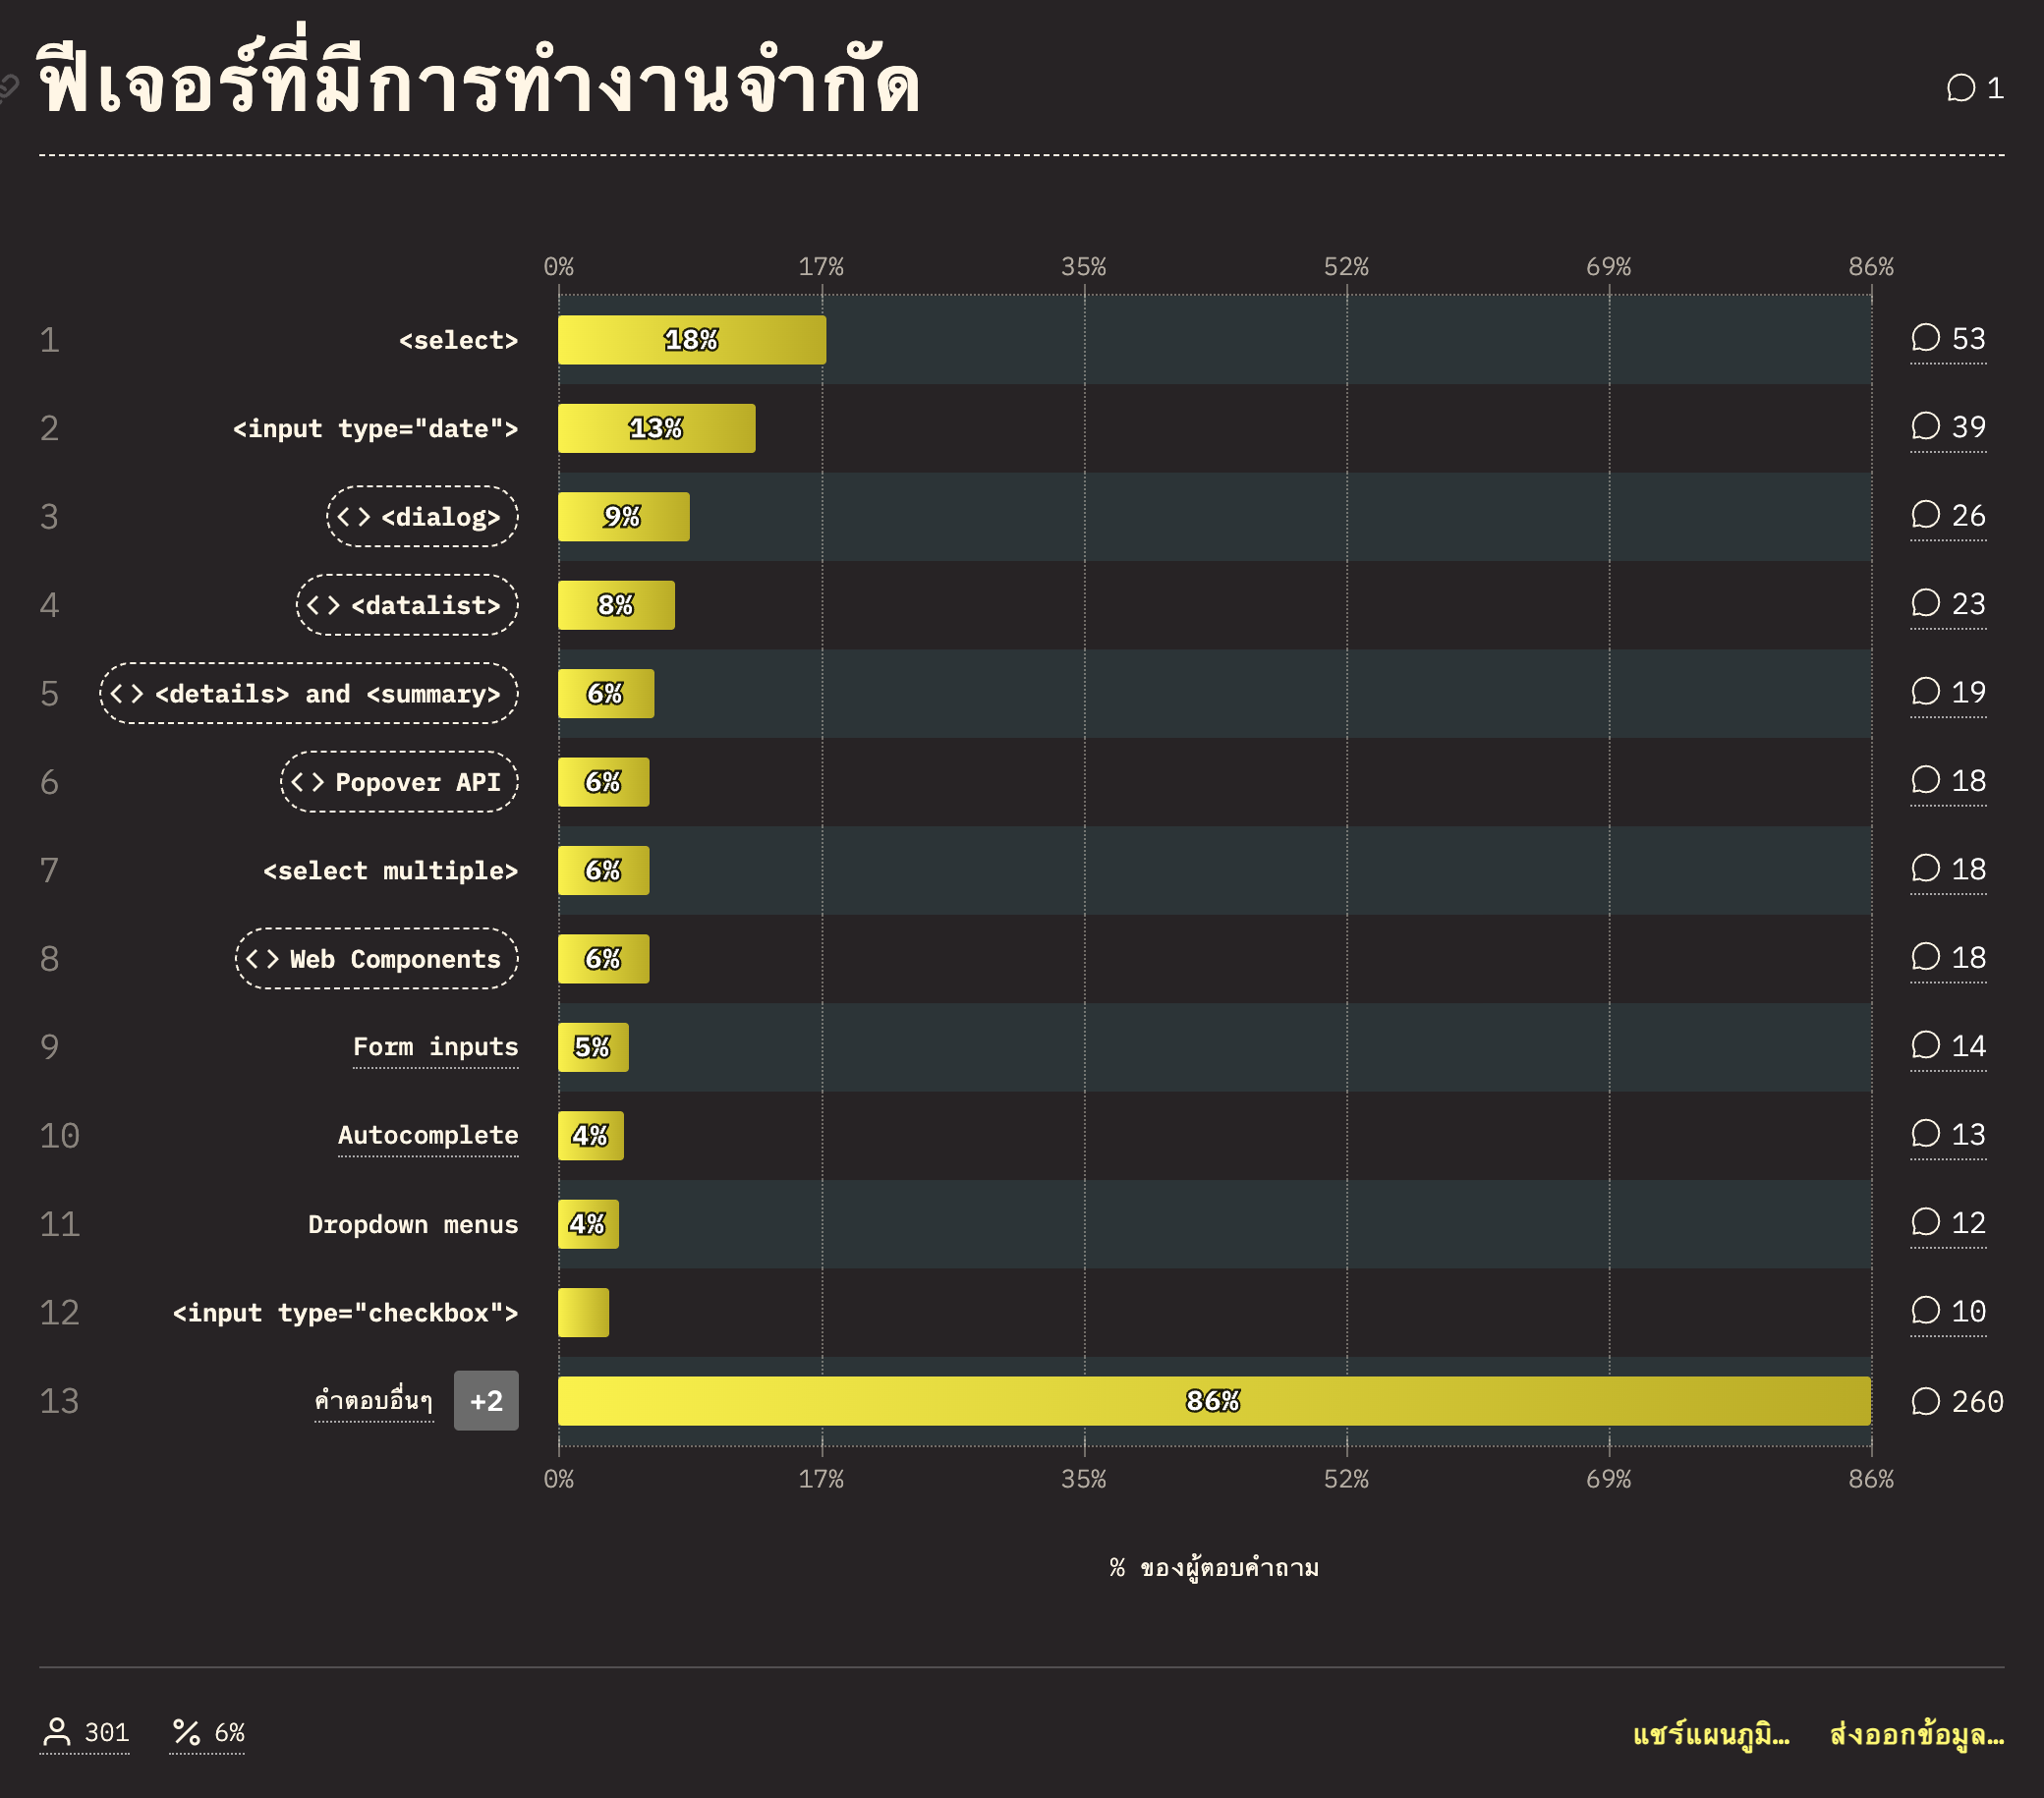 ฟีเจอร์ที่มีการทำงานจำกัด
1
0% 17% 35% 52% 69% 86%
1 <select> 18% 53
2 <input type="date"> 13% 39
3 <dialog> 9% 26
4 <datalist> 8% 23
5 <details> and <summary> 6% 19
6 Popover API 6% 18
7 <select multiple> 6% 18
8 Web Components 6% 18
9 Form inputs 5% 14
10 Autocomplete 4% 13
11 Dropdown menus 4% 12
12 <input type="checkbox"> 10
13 คำตอบอื่นๆ +2 86% 260
0% 17% 35% 52% 69% 86%
% ของผู้ตอบคำถาม
301 % 6% แชร์แผนภูมิ… ส่งออกข้อมูล…